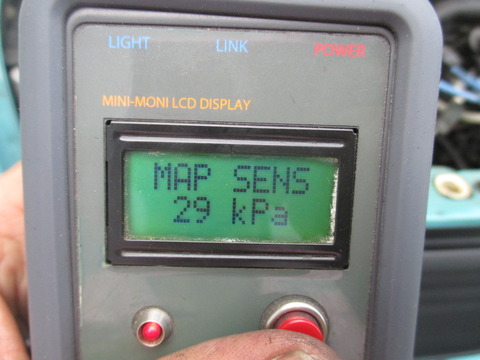 LIGHT LINK POWER
MINI-MONI LCD DISPLAY
MAP SENS
29 kPa